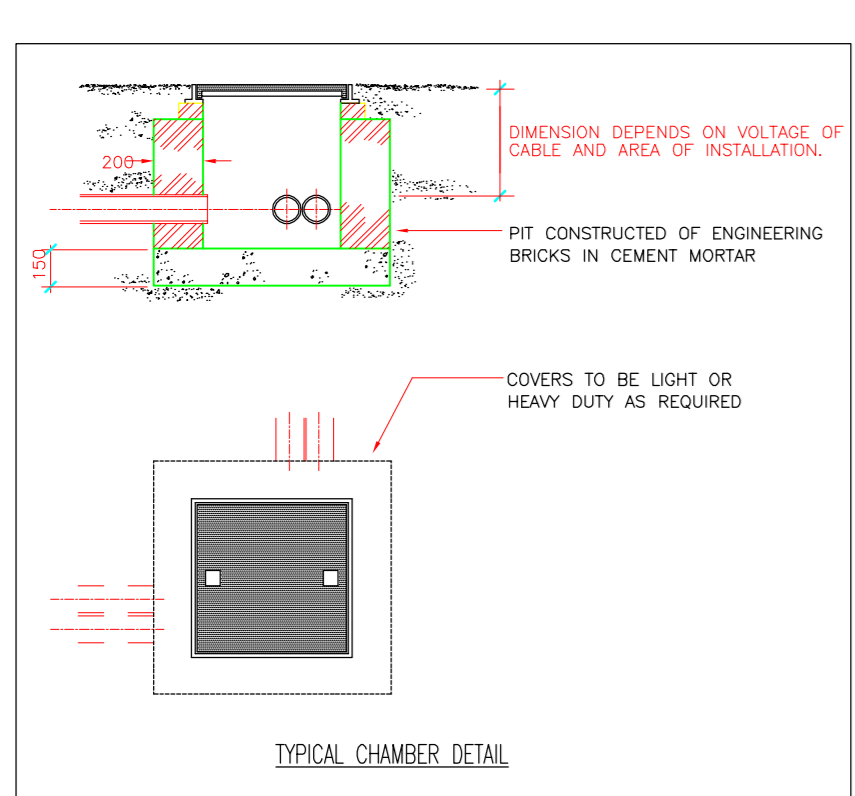 DIMENSION DEPENDS ON VOLTAGE OF
CABLE AND AREA OF INSTALLATION.
200
PIT CONSTRUCTED OF ENGINEERING
BRICKS IN CEMENT MORTAR
150
COVERS TO BE LIGHT OR
HEAVY DUTY AS REQUIRED
TYPICAL CHAMBER DETAIL